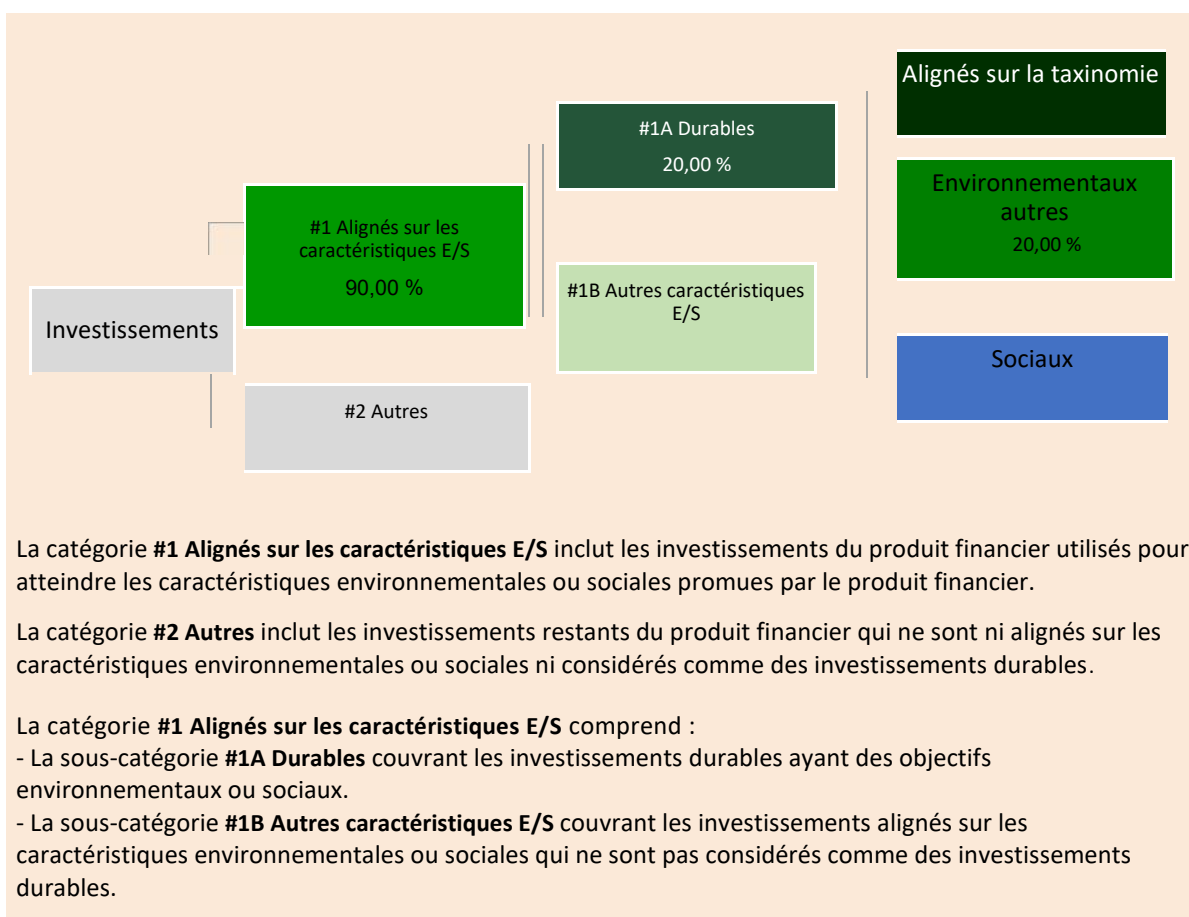 Investissements
#1 Alignés sur les
caractéristiques E/S
90,00 %
#2 Autres
#1A Durables
20,00 %
#1B Autres caractéristiques
E/S
Alignés sur la taxinomie
Environnementaux
autres
20,00 %
Sociaux
La catégorie #1 Alignés sur les caractéristiques E/S inclut les investissements du produit financier utilisés pour
atteindre les caractéristiques environnementales ou sociales promues par le produit financier.
La catégorie #2 Autres inclut les investissements restants du produit financier qui ne sont ni alignés sur les
caractéristiques environnementales ou sociales ni considérés comme des investissements durables.
La catégorie #1 Alignés sur les caractéristiques E/S comprend :
- La sous-catégorie #1A Durables couvrant les investissements durables ayant des objectifs
environnementaux ou sociaux.
- La sous-catégorie #1B Autres caractéristiques E/S couvrant les investissements alignés sur les
caractéristiques environnementales ou sociales qui ne sont pas considérés comme des investissements
durables.